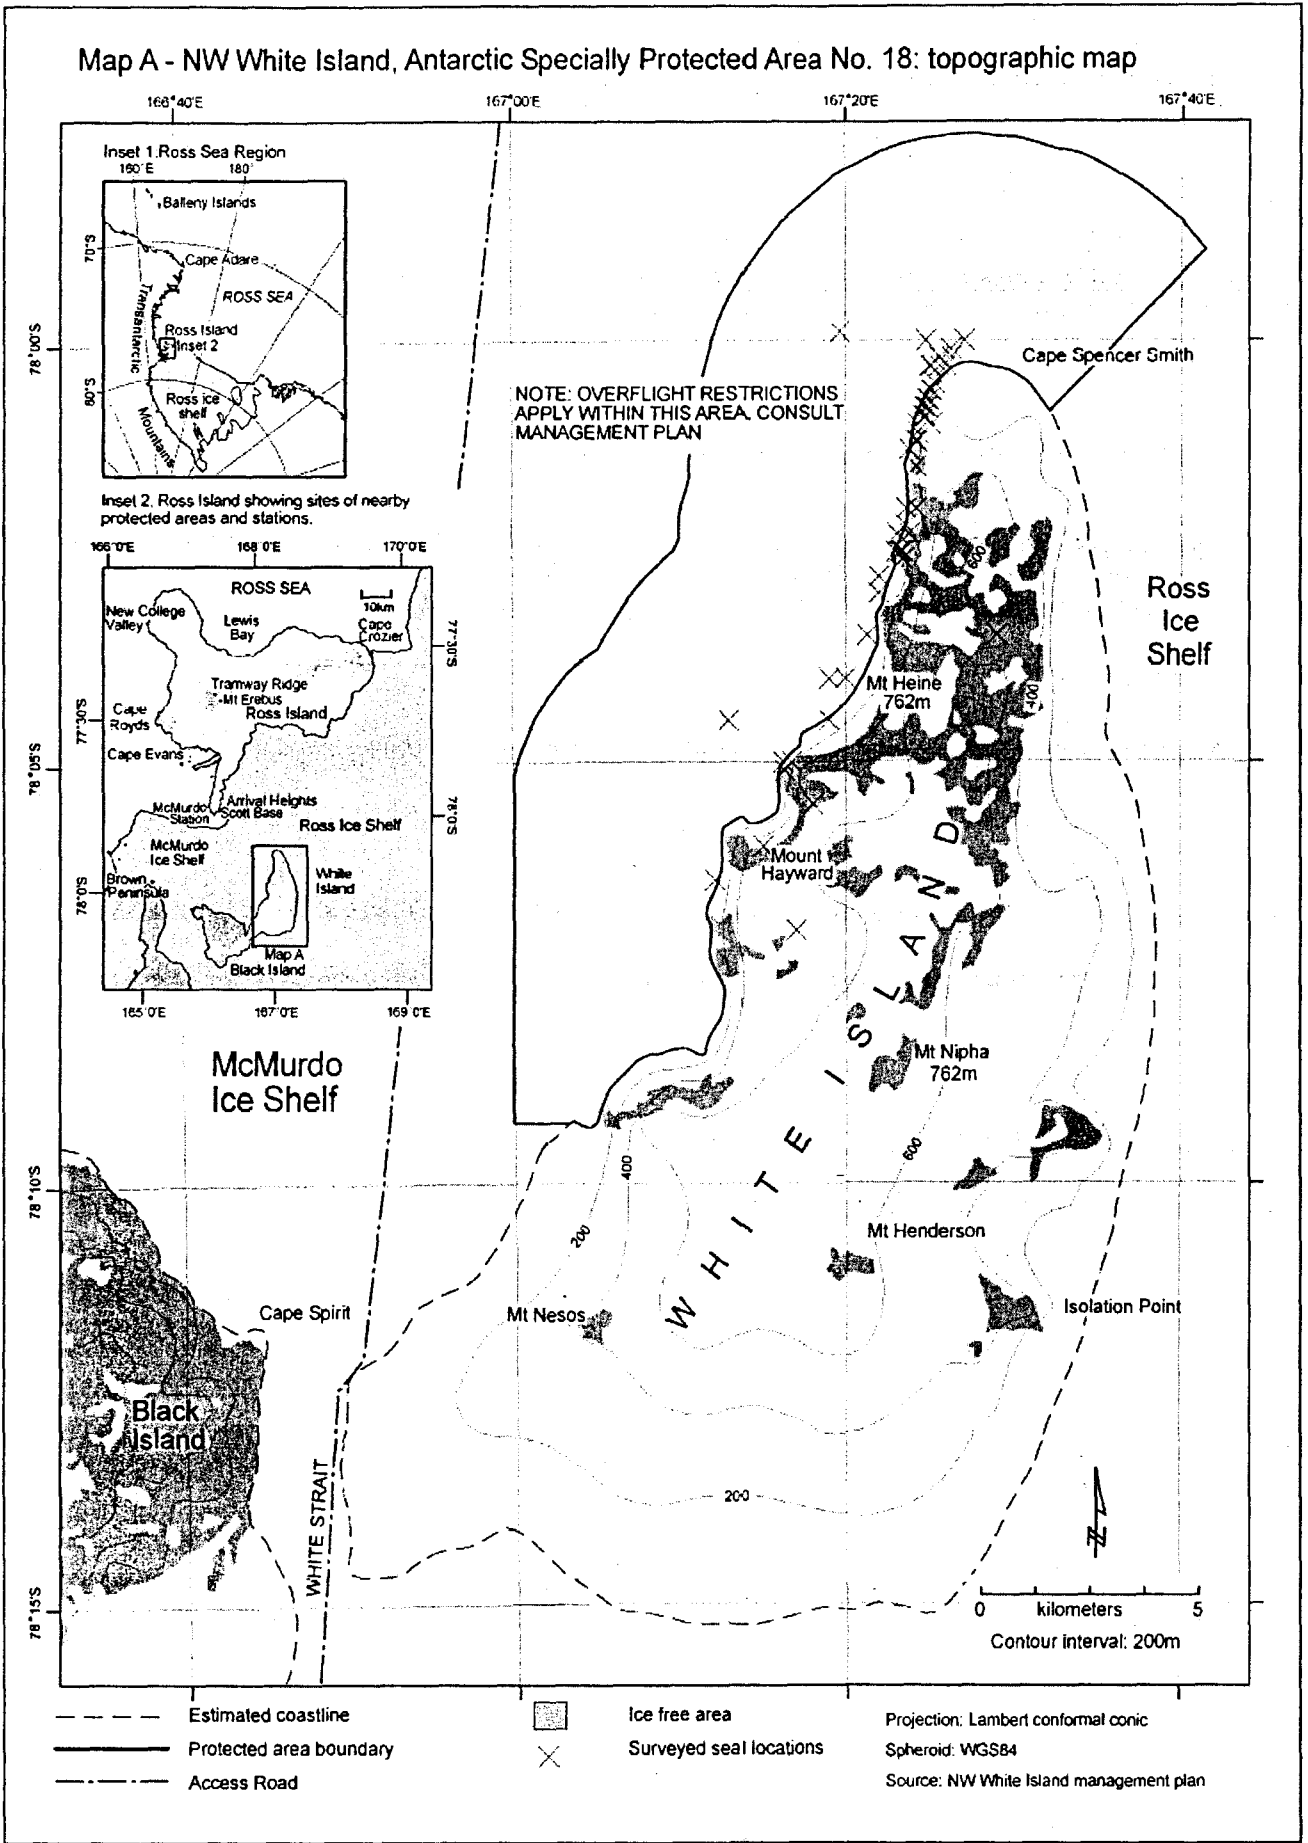 Map A - NW White Island, Antarctic Specially Protected Area No. 18: topographic map
166°40'E
167°00'E
167°20'E
167°40'E
Inset 1.Ross Sea Region
160°E
180°
Balleny Islands
70°S
Cape Adare
ROSS SEA
Transantarctic
Mountains
Ross Island
Inset 2
80°S
Ross ice
shelf
78°00'S
Cape Spencer Smith
NOTE: OVERFLIGHT RESTRICTIONS
APPLY WITHIN THIS AREA. CONSULT
MANAGEMENT PLAN
Inset 2. Ross Island showing sites of nearby
protected areas and stations.
166°0'E
168°0'E
170°0'E
ROSS SEA
10km
New College
Valley
Lewis
Bay
Cape
Crozier
77°30'S
Tramway Ridge
Mt Erebus
Ross Island
Cape
Royds
77°30'S
Cape Evans
McMurdo
Station
Arrival Heights
Scott Base
Ross Ice Shelf
78°0'S
McMurdo
Ice Shelf
Brown
Peninsula
White
Island
78°0'S
Map A
Black Island
165°0'E
167°0'E
169°0'E
600
Ross
Ice
Shelf
Mt Heine
762m
400
78°05'S
Mount
Hayward
WHITE ISLAND
Mt Nipha
762m
McMurdo
Ice Shelf
400
600
78°10'S
200
Mt Henderson
Cape Spirit
Mt Nesos
Isolation Point
Black
Island
WHITE STRAIT
200
N
78°15'S
0 kilometers 5
Contour interval: 200m
Estimated coastline
Protected area boundary
Access Road
Ice free area
Surveyed seal locations
Projection: Lambert conformal conic
Spheroid: WGS84
Source: NW White Island management plan